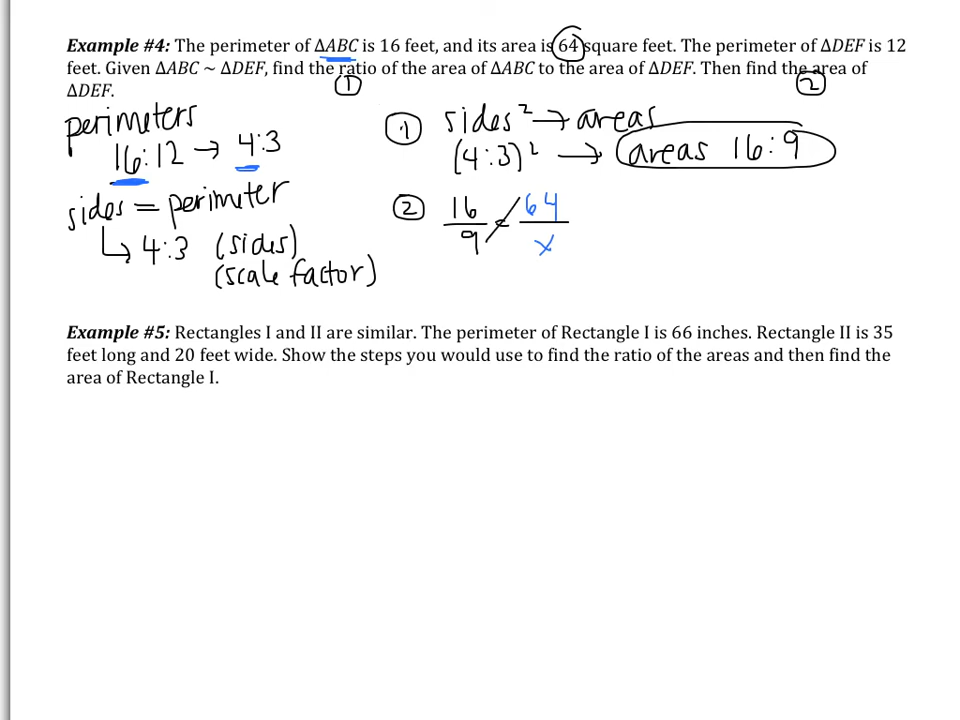 Example #4: The perimeter of ΔABC is 16 feet, and its area is 64 square feet. The perimeter of ΔDEF is 12
feet. Given ΔABC ~ ΔDEF, find the ratio of the area of ΔABC to the area of ΔDEF. Then find the area of
ΔDEF.
① ②
perimeters
16:12 → 4:3
sides = perimeter
↳ 4:3 (sides)
(scale factor)
① sides² → areas
(4:3)² → areas 16:9
② 16/9 = 64/x
Example #5: Rectangles I and II are similar. The perimeter of Rectangle I is 66 inches. Rectangle II is 35
feet long and 20 feet wide. Show the steps you would use to find the ratio of the areas and then find the
area of Rectangle I.